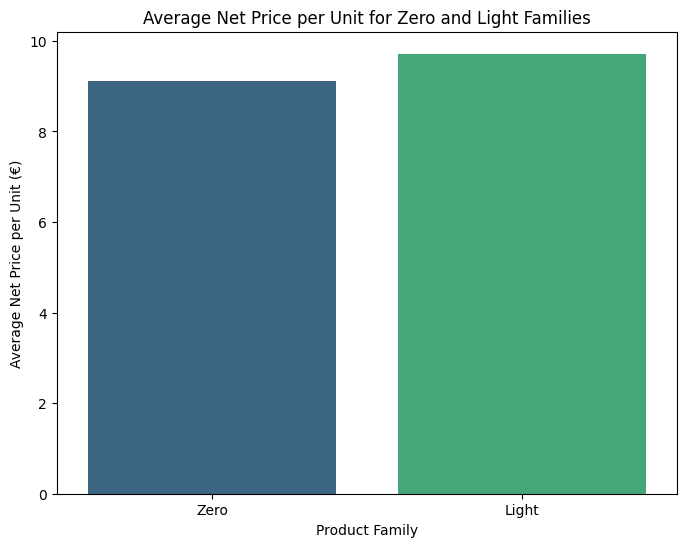 Average Net Price per Unit for Zero and Light Families
Average Net Price per Unit (€)
10
8
6
4
2
0
Zero Light
Product Family